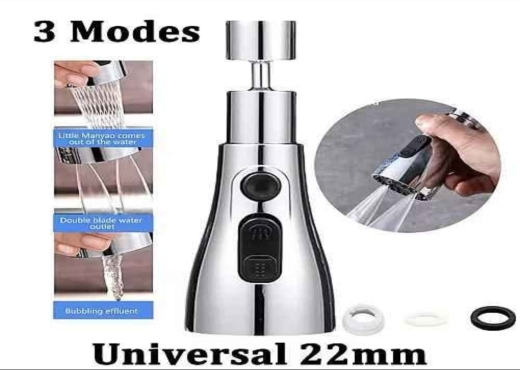 3 Modes
Little Manyao comes
out of the water
Double blade water
outlet
Bubbling effluent
Universal 22mm